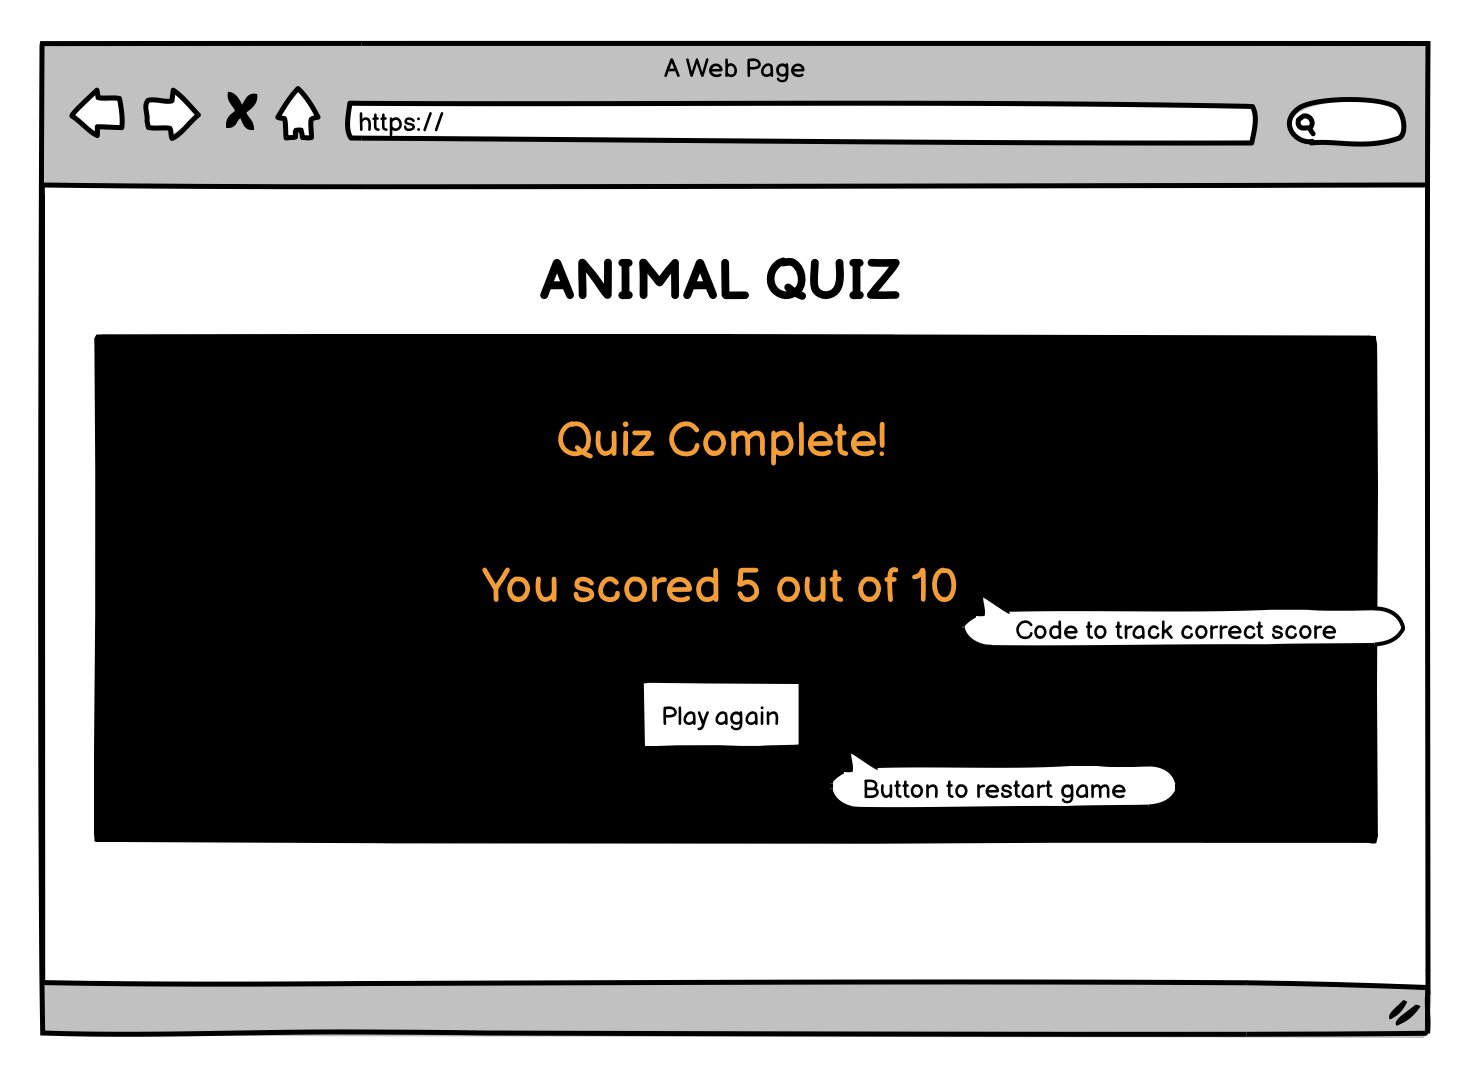 A Web Page
https://
ANIMAL QUIZ
Quiz Complete!
You scored 5 out of 10
Code to track correct score
Play again
Button to restart game